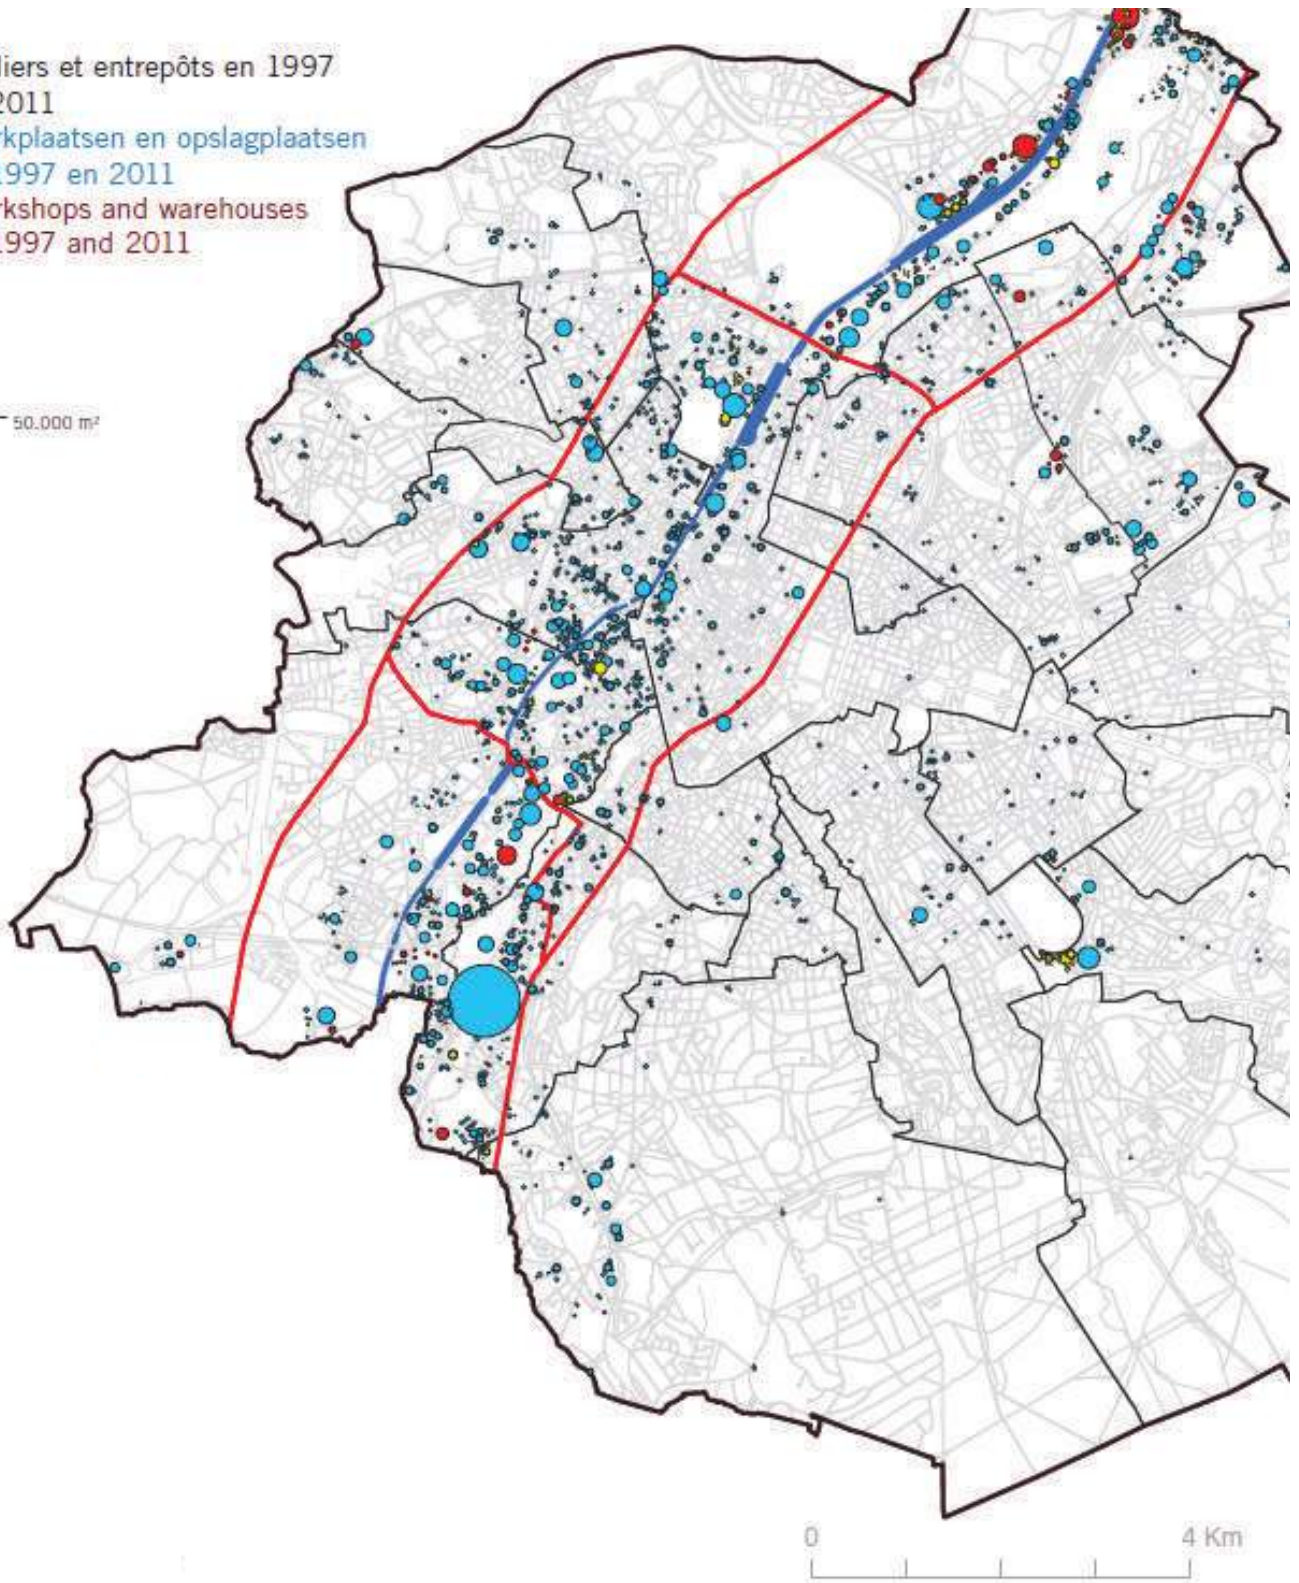 liers et entrepôts en 1997
2011
rkplaatsen en opslagplaatsen
1997 en 2011
rkshops and warehouses
1997 and 2011
50.000 m²
0 4 Km